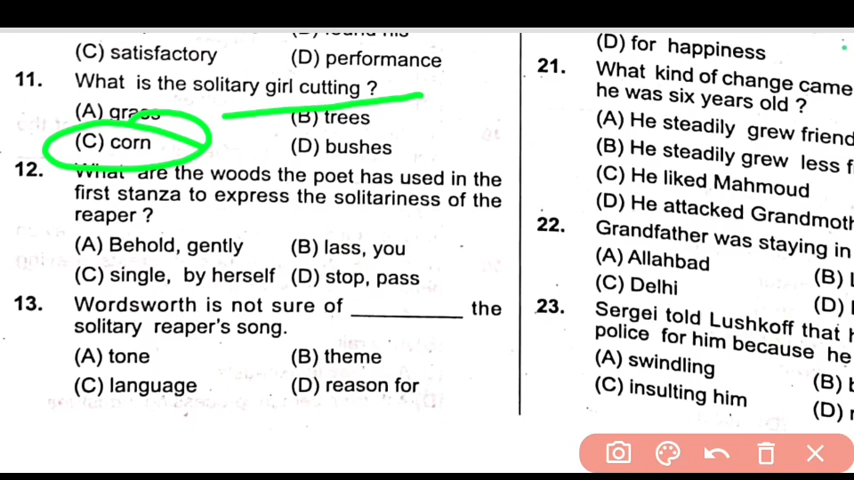 (C) satisfactory (D) performance
11. What is the solitary girl cutting ?
(A) grass (B) trees
(C) corn (D) bushes
12. What are the woods the poet has used in the
first stanza to express the solitariness of the
reaper ?
(A) Behold, gently (B) lass, you
(C) single, by herself (D) stop, pass
13. Wordsworth is not sure of __________ the
solitary reaper's song.
(A) tone (B) theme
(C) language (D) reason for
(D) for happiness
21. What kind of change came
he was six years old ?
(A) He steadily grew friend
(B) He steadily grew less f
(C) He liked Mahmoud
(D) He attacked Grandmoth
22. Grandfather was staying in
(A) Allahbad (B) L
(C) Delhi (D)
23. Sergei told Lushkoff that h
police for him because he
(A) swindling (B) b
(C) insulting him (D)